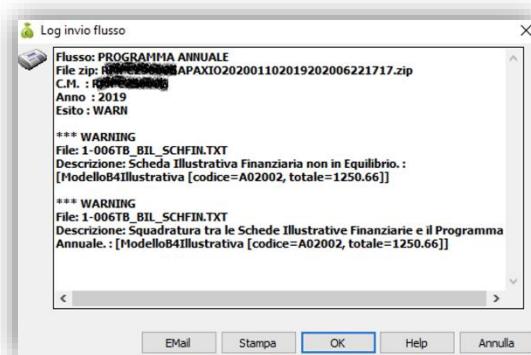 Log invio flusso
Flusso: PROGRAMMA ANNUALE
File zip: APAXIO20200110201920200622­1717.zip
C.M. :
Anno : 2019
Esito : WARN
*** WARNING
File: 1-006TB_BIL_SCHFIN.TXT
Descrizione: Scheda Illustrativa Finanziaria non in Equilibrio. :
[ModelloB4Illustrativa [codice=A02002, totale=1250.66]]
*** WARNING
File: 1-006TB_BIL_SCHFIN.TXT
Descrizione: Squadratura tra le Schede Illustrative Finanziarie e il Programma
Annuale. : [ModelloB4Illustrativa [codice=A02002, totale=1250.66]]
EMail Stampa OK Help Annulla